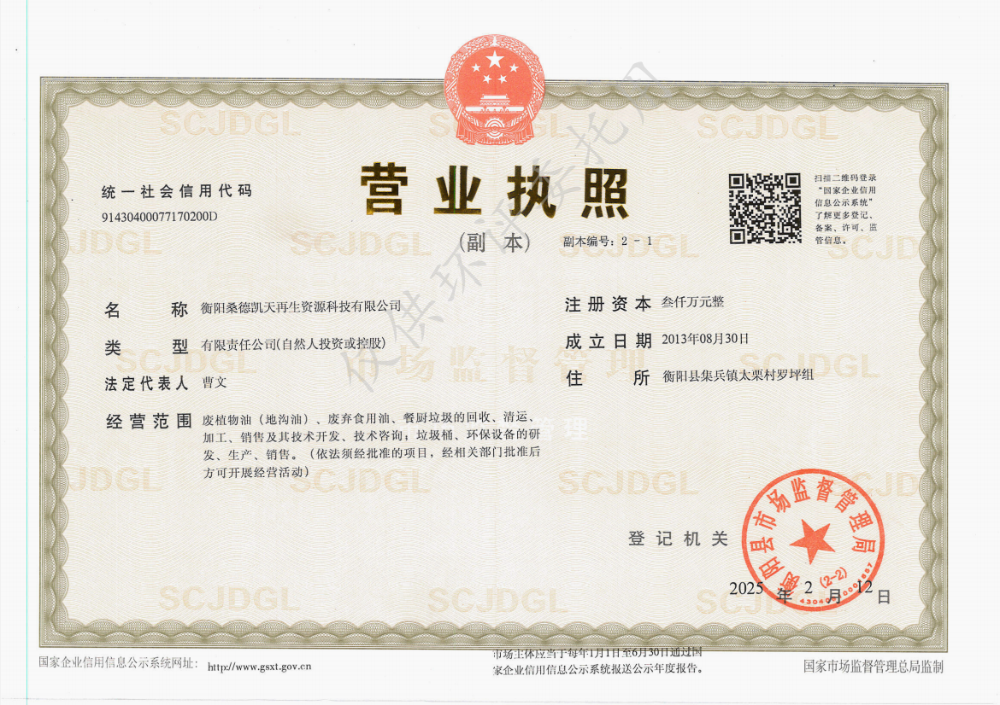 SCJDGL
营业执照
(副 本)
副本编号：2 - 1
统一社会信用代码
91430400077170200D
扫描二维码登录
“国家企业信用
信息公示系统”
了解更多登记、
备案、许可、监
管信息。
仅供环评委托用
名 称 衡阳桑德凯天再生资源科技有限公司
类 型 有限责任公司(自然人投资或控股)
法定代表人 曹文
经营范围 废植物油（地沟油）、废弃食用油、餐厨垃圾的回收、清运、
加工、销售及其技术开发、技术咨询；垃圾桶、环保设备的研
发、生产、销售。（依法须经批准的项目，经相关部门批准后
方可开展经营活动）
注册资本 叁仟万元整
成立日期 2013年08月30日
住 所 衡阳县集兵镇太栗村罗坪组
市场监督管理
登记机关
衡阳县市场监督管理局
(2-2)
2025 年 2 月 12 日
国家企业信用信息公示系统网址： http://www.gsxt.gov.cn
市场主体应当于每年1月1日至6月30日通过国
家企业信用信息公示系统报送公示年度报告。
国家市场监督管理总局监制